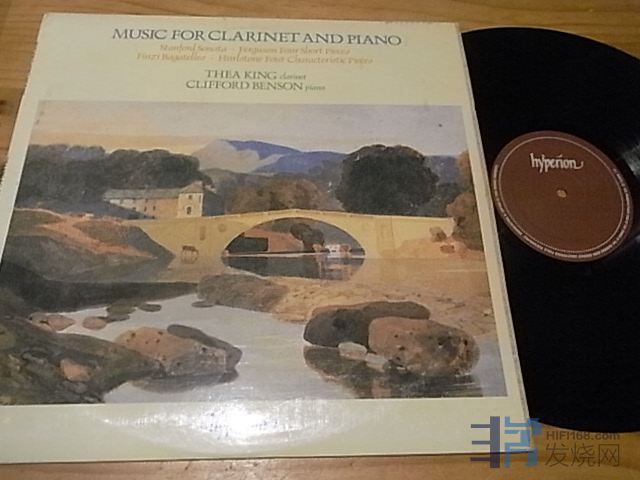 MUSIC FOR CLARINET AND PIANO
Stanford Sonata - Ferguson Four Short Pieces
Finzi Bagatelles - Hurlstone Four Characteristic Pieces
THEA KING clarinet
CLIFFORD BENSON piano
hyperion
HIFI168.com
发烧网